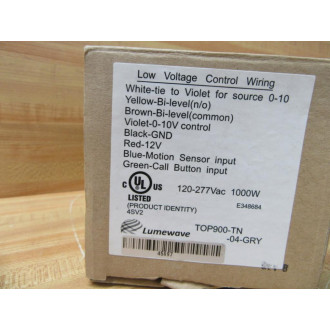 Low Voltage Control Wiring
White-tie to Violet for source 0-10
Yellow-Bi-level(n/o)
Brown-Bi-level(common)
Violet-0-10V control
Black-GND
Red-12V
Blue-Motion Sensor input
Green-Call Button input
C UL US
LISTED
120-277Vac 1000W
(PRODUCT IDENTITY)
E348684
4SV2
Lumewave
TOP900-TN
-04-GRY